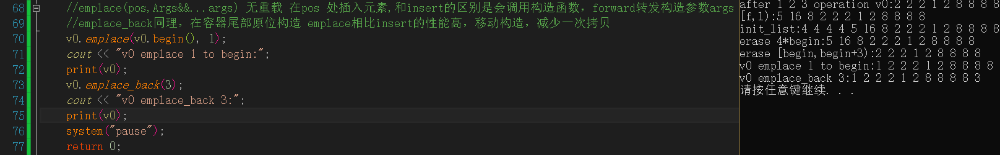 68 //emplace(pos,Args&&...args) 无重载 在pos 处插入元素,和insert的区别是会调用构造函数，forward转发构造参数args
69 //emplace_back同理，在容器尾部原位构造 emplace相比insert的性能高，移动构造，减少一次拷贝
70 v0.emplace(v0.begin(), 1);
71 cout << "v0 emplace 1 to begin:";
72 print(v0);
73 v0.emplace_back(3);
74 cout << "v0 emplace_back 3:";
75 print(v0);
76 system("pause");
77 return 0;
after 1 2 3 operation v0:2 2 2 1 2 8 8 8 8
[f,l):5 16 8 2 2 2 1 2 8 8 8 8
init_list:4 4 4 4 5 16 8 2 2 2 1 2 8 8 8 8
erase 4*begin:5 16 8 2 2 2 1 2 8 8 8 8
erase [begin,begin+3):2 2 2 1 2 8 8 8 8
v0 emplace 1 to begin:1 2 2 2 1 2 8 8 8 8
v0 emplace_back 3:1 2 2 2 1 2 8 8 8 8 3
请按任意键继续. . .